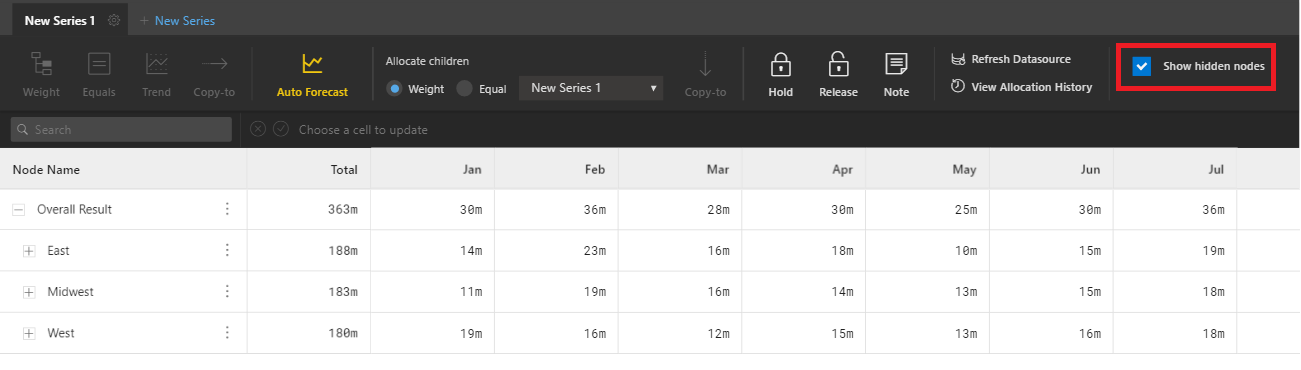 New Series 1
+ New Series
Weight
Equals
Trend
Copy-to
Auto Forecast
Allocate children
Weight Equal New Series 1
Copy-to
Hold
Release
Note
Refresh Datasource
View Allocation History
Show hidden nodes
Search
Choose a cell to update
Node Name Total Jan Feb Mar Apr May Jun Jul
Overall Result 363m 30m 36m 28m 30m 25m 30m 36m
East 188m 14m 23m 16m 18m 10m 15m 19m
Midwest 183m 11m 19m 16m 14m 13m 15m 18m
West 180m 19m 16m 12m 15m 13m 16m 18m